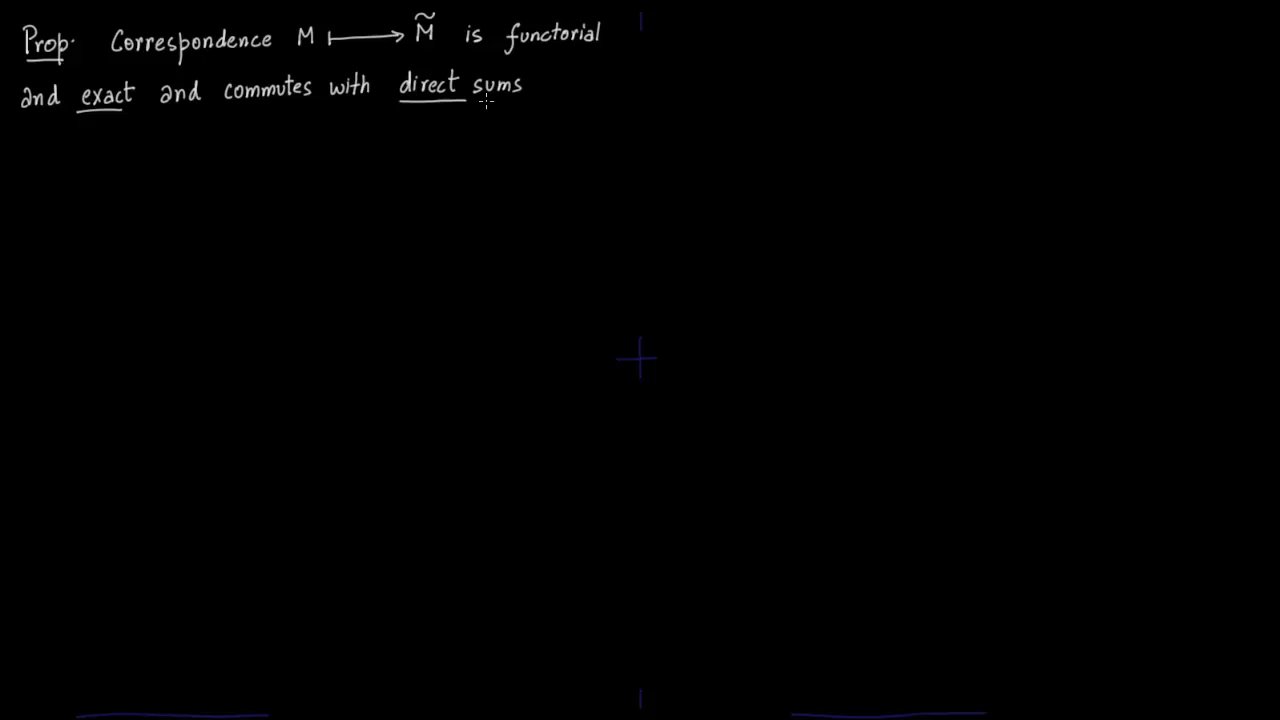 Prop. Correspondence M ⟼ M̃ is functorial
and exact and commutes with direct sums